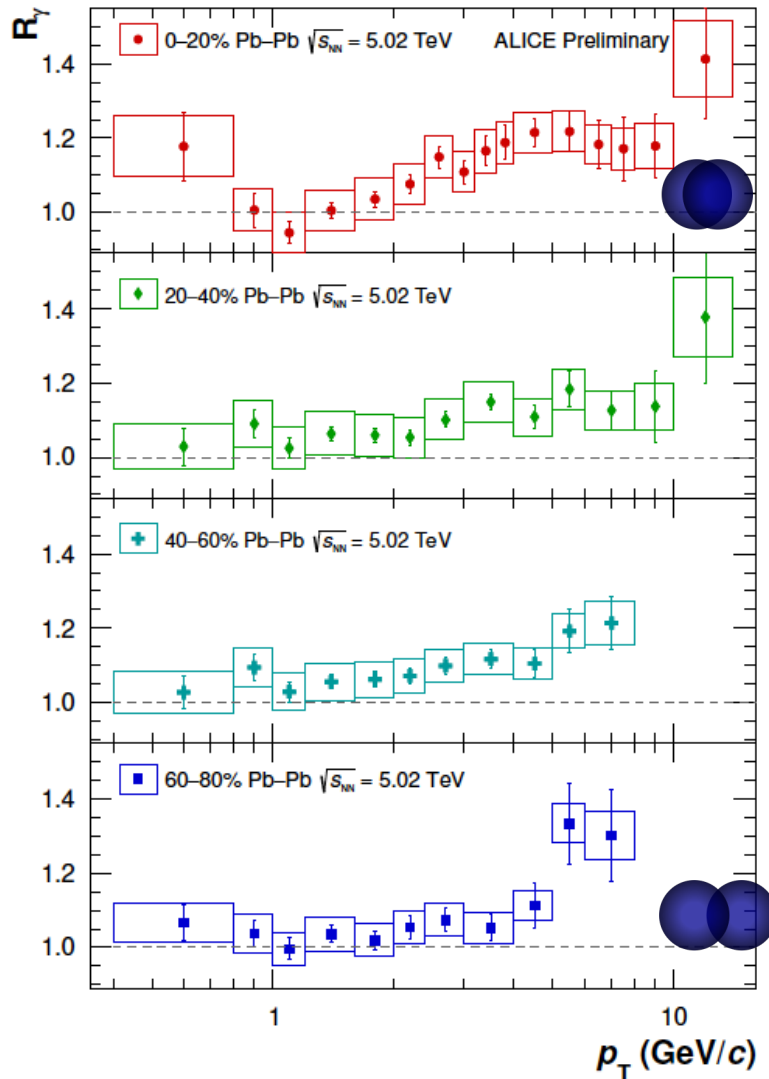 R_γ
0–20% Pb–Pb √s_NN = 5.02 TeV ALICE Preliminary
1.4
1.2
1.0
20–40% Pb–Pb √s_NN = 5.02 TeV
1.4
1.2
1.0
40–60% Pb–Pb √s_NN = 5.02 TeV
1.4
1.2
1.0
60–80% Pb–Pb √s_NN = 5.02 TeV
1.4
1.2
1.0
1 10
p_T (GeV/c)